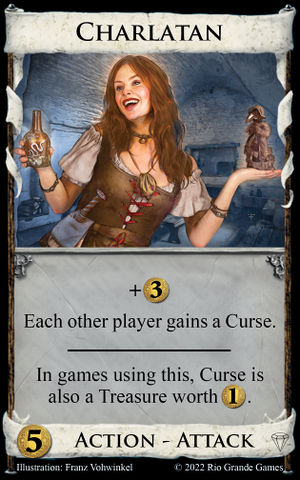 CHARLATAN
+ 3
Each other player gains a Curse.
In games using this, Curse is
also a Treasure worth 1 .
5 ACTION - ATTACK
Illustration: Franz Vohwinkel © 2022 Rio Grande Games